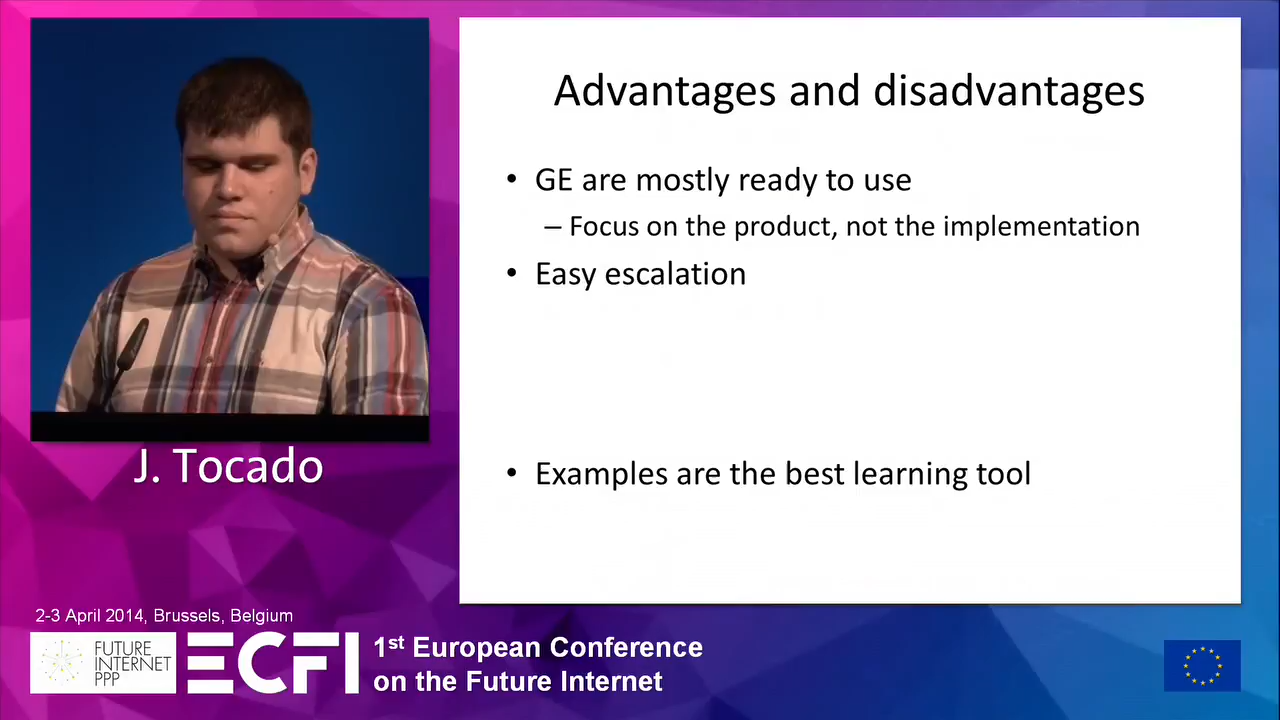 Advantages and disadvantages
• GE are mostly ready to use
– Focus on the product, not the implementation
• Easy escalation
• Examples are the best learning tool
J. Tocado
2-3 April 2014, Brussels, Belgium
FUTURE
INTERNET
PPP
ECFI
1st European Conference
on the Future Internet